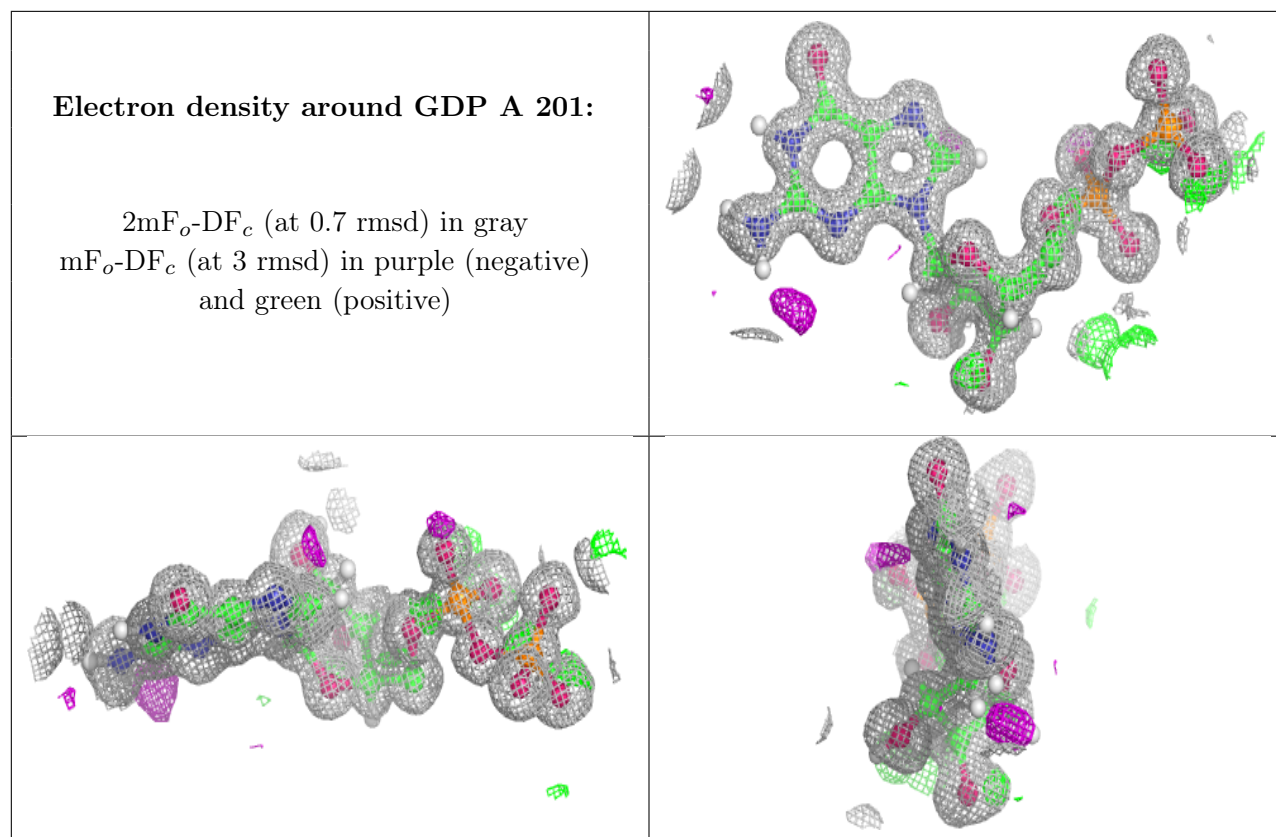 Electron density around GDP A 201:
2mFo-DFc (at 0.7 rmsd) in gray
mFo-DFc (at 3 rmsd) in purple (negative)
and green (positive)